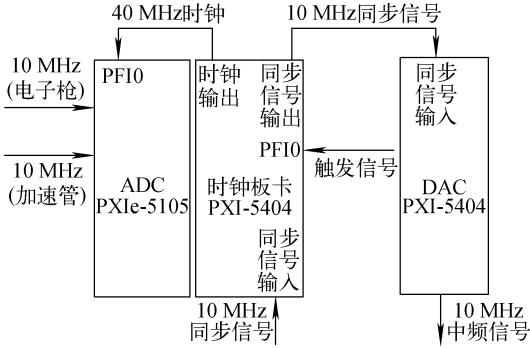 40 MHz时钟
10 MHz同步信号
10 MHz
(电子枪)
10 MHz
(加速管)
PFI0
ADC
PXIe-5105
时钟
输出
同步
信号
输出
PFI0
时钟板卡
PXI-5404
同步
信号
输入
触发信号
同步
信号
输入
DAC
PXI-5404
10 MHz
同步信号
10 MHz
中频信号